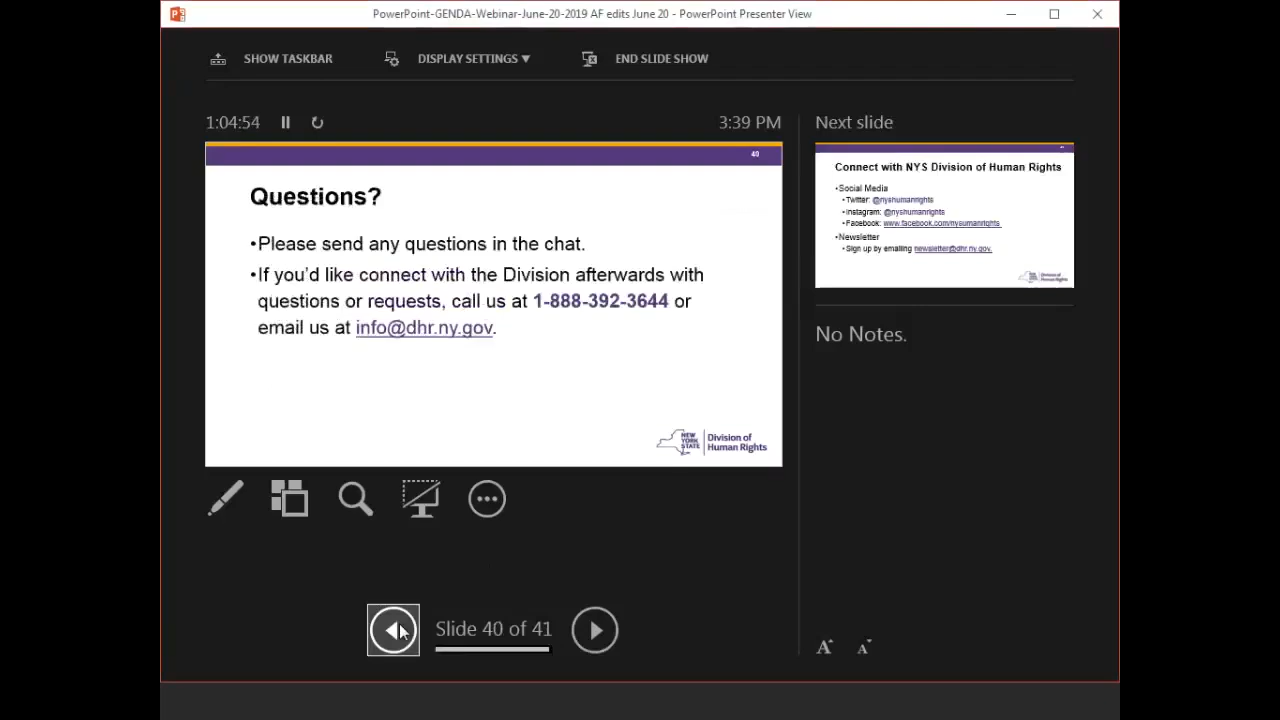 PowerPoint-GENDA-Webinar-June-20-2019 AF edits June 20 - PowerPoint Presenter View
SHOW TASKBAR
DISPLAY SETTINGS ▼
END SLIDE SHOW
1:04:54
3:39 PM
40
Questions?
•Please send any questions in the chat.
•If you'd like connect with the Division afterwards with
questions or requests, call us at 1-888-392-3644 or
email us at info@dhr.ny.gov.
NEW
YORK
STATE
Division of
Human Rights
Next slide
Connect with NYS Division of Human Rights
•Social Media
•Twitter: @nyshumanrights
•Instagram: @nyshumanrights
•Facebook: www.facebook.com/nysumanrights
•Newsletter
•Sign up by emailing newsletter@dhr.ny.gov.
Division of
Human Rights
No Notes.
Slide 40 of 41
A
A